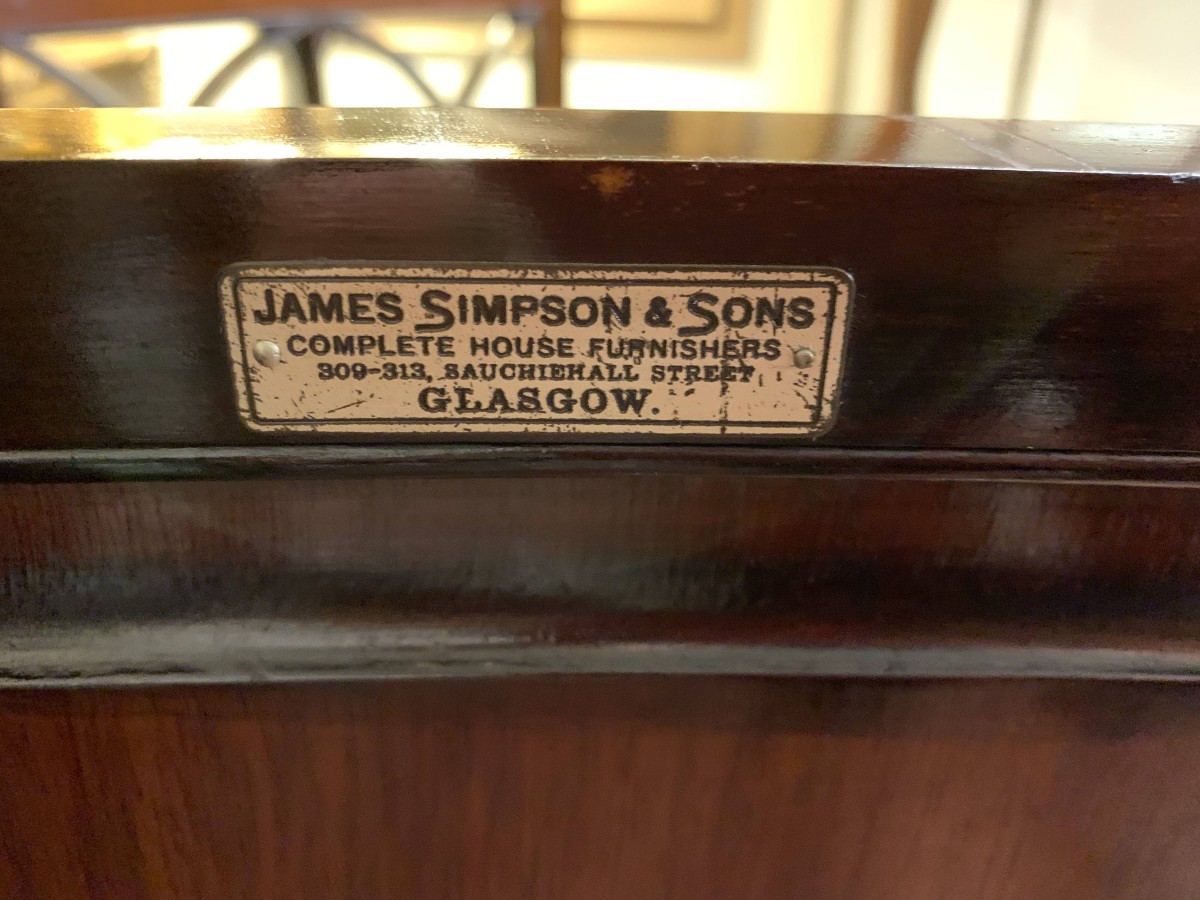 JAMES SIMPSON & SONS
COMPLETE HOUSE FURNISHERS
309-313, SAUCHIEHALL STREET,
GLASGOW.